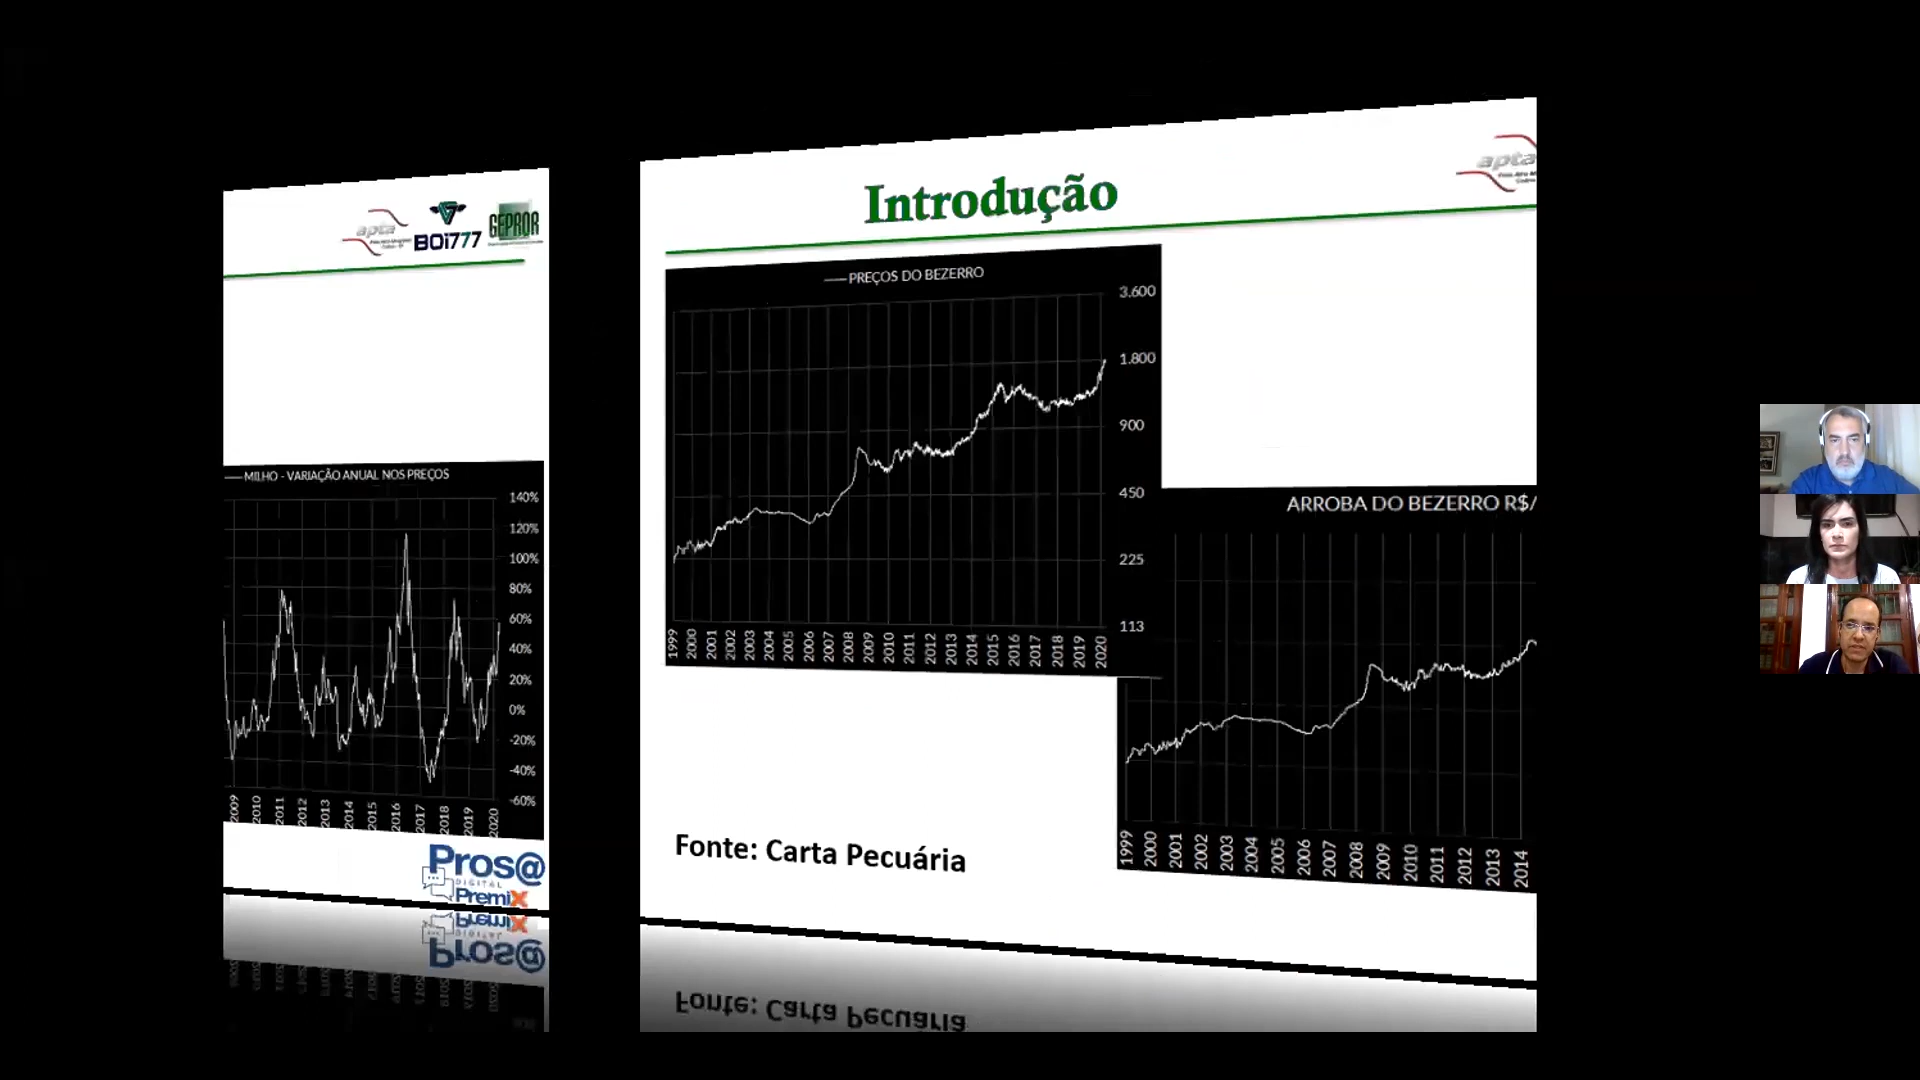 apta
BOi777
GEPROR
MILHO - VARIAÇÃO ANUAL NOS PREÇOS
140%
120%
100%
80%
60%
40%
20%
0%
-20%
-40%
-60%
2009 2010 2011 2012 2013 2014 2015 2016 2017 2018 2019 2020
Pros@
DIGITAL
PremiX
Introdução
apta
PREÇOS DO BEZERRO
3.600
1.800
900
450
225
113
1999 2000 2001 2002 2003 2004 2005 2006 2007 2008 2009 2010 2011 2012 2013 2014 2015 2016 2017 2018 2019 2020
ARROBA DO BEZERRO R$/
1999 2000 2001 2002 2003 2004 2005 2006 2007 2008 2009 2010 2011 2012 2013 2014
Fonte: Carta Pecuária